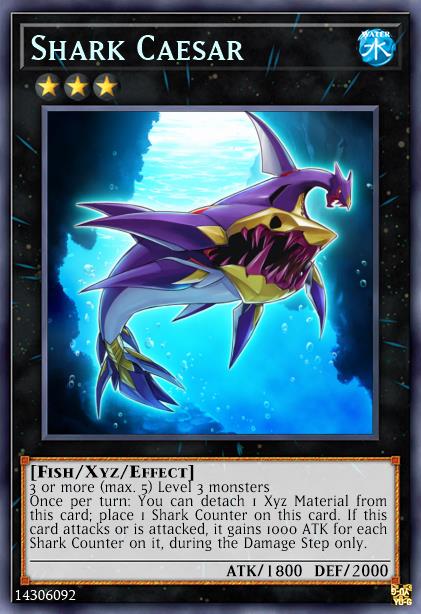 Shark Caesar
WATER
水
[Fish/Xyz/Effect]
3 or more (max. 5) Level 3 monsters
Once per turn: You can detach 1 Xyz Material from
this card; place 1 Shark Counter on this card. If this
card attacks or is attacked, it gains 1000 ATK for each
Shark Counter on it, during the Damage Step only.
ATK/1800 DEF/2000
14306092